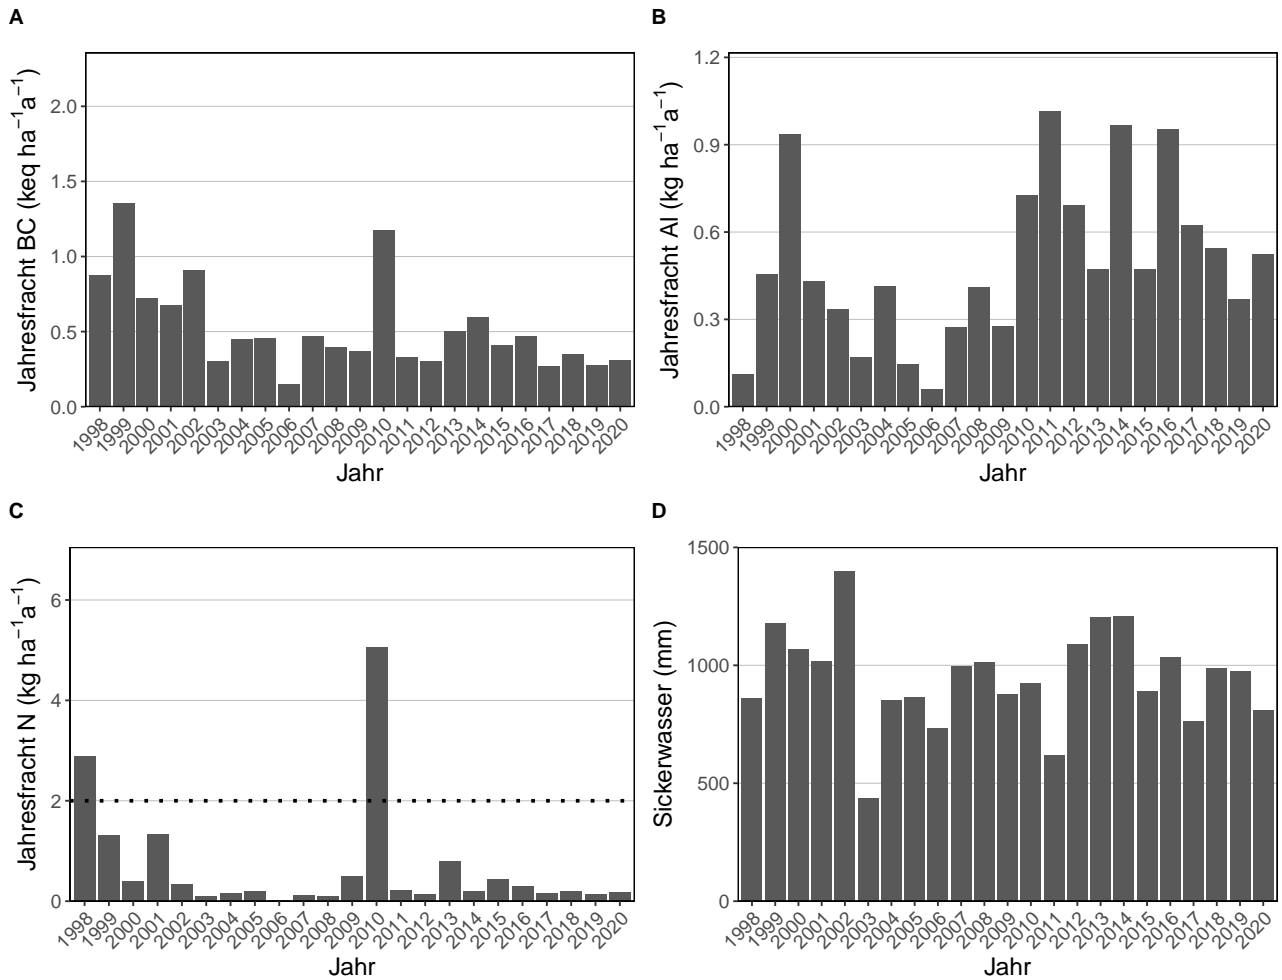 A
Jahresfracht BC (keq ha⁻¹a⁻¹)
2.0
1.5
1.0
0.5
0.0
1998 1999 2000 2001 2002 2003 2004 2005 2006 2007 2008 2009 2010 2011 2012 2013 2014 2015 2016 2017 2018 2019 2020
Jahr
B
Jahresfracht Al (kg ha⁻¹a⁻¹)
1.2
0.9
0.6
0.3
0.0
1998 1999 2000 2001 2002 2003 2004 2005 2006 2007 2008 2009 2010 2011 2012 2013 2014 2015 2016 2017 2018 2019 2020
Jahr
C
Jahresfracht N (kg ha⁻¹a⁻¹)
6
4
2
0
1998 1999 2000 2001 2002 2003 2004 2005 2006 2007 2008 2009 2010 2011 2012 2013 2014 2015 2016 2017 2018 2019 2020
Jahr
D
Sickerwasser (mm)
1500
1000
500
0
1998 1999 2000 2001 2002 2003 2004 2005 2006 2007 2008 2009 2010 2011 2012 2013 2014 2015 2016 2017 2018 2019 2020
Jahr